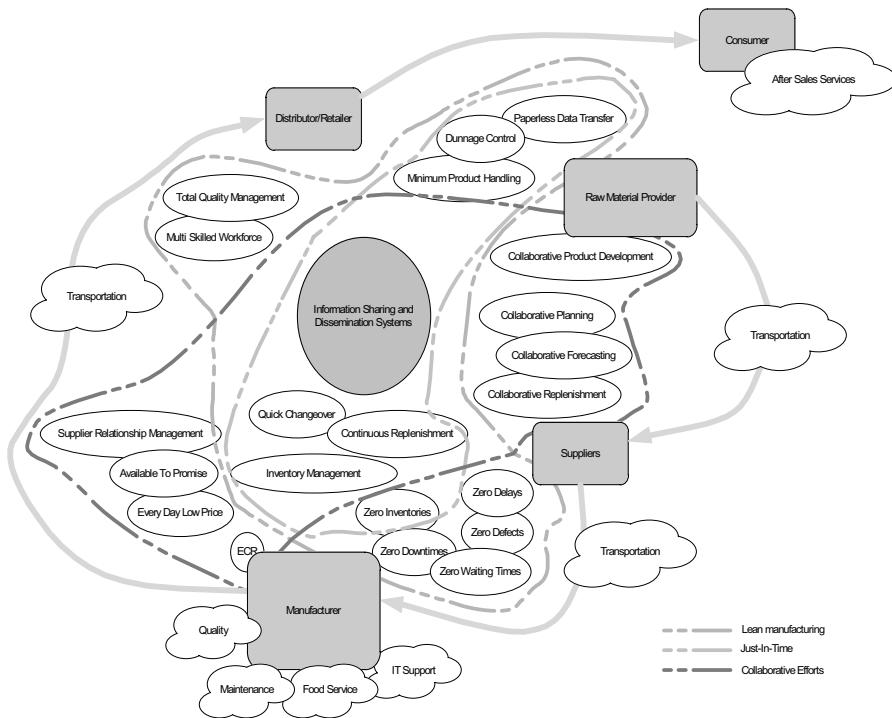 Consumer
After Sales Services
Distributor/Retailer
Paperless Data Transfer
Dunnage Control
Minimum Product Handling
Raw Material Provider
Total Quality Management
Multi Skilled Workforce
Collaborative Product Development
Transportation
Information Sharing and
Dissemination Systems
Collaborative Planning
Transportation
Collaborative Forecasting
Collaborative Replenishment
Quick Changeover
Supplier Relationship Management
Continuous Replenishment
Suppliers
Available To Promise
Inventory Management
Zero Delays
Every Day Low Price
Zero Inventories
Zero Defects
ECR
Zero Downtimes
Transportation
Zero Waiting Times
Manufacturer
Quality
Lean manufacturing
Just-In-Time
IT Support
Collaborative Efforts
Maintenance
Food Service